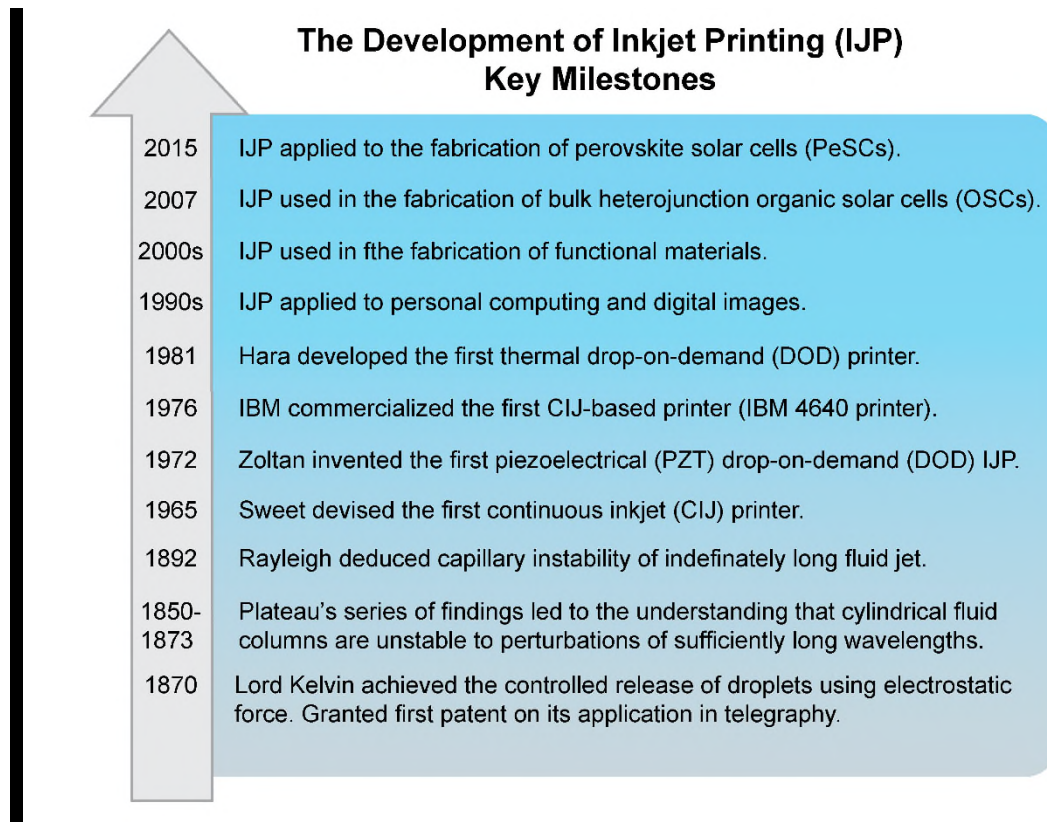 The Development of Inkjet Printing (IJP)
Key Milestones
2015 IJP applied to the fabrication of perovskite solar cells (PeSCs).
2007 IJP used in the fabrication of bulk heterojunction organic solar cells (OSCs).
2000s IJP used in fthe fabrication of functional materials.
1990s IJP applied to personal computing and digital images.
1981 Hara developed the first thermal drop-on-demand (DOD) printer.
1976 IBM commercialized the first CIJ-based printer (IBM 4640 printer).
1972 Zoltan invented the first piezoelectrical (PZT) drop-on-demand (DOD) IJP.
1965 Sweet devised the first continuous inkjet (CIJ) printer.
1892 Rayleigh deduced capillary instability of indefinately long fluid jet.
1850- Plateau's series of findings led to the understanding that cylindrical fluid
1873 columns are unstable to perturbations of sufficiently long wavelengths.
1870 Lord Kelvin achieved the controlled release of droplets using electrostatic
force. Granted first patent on its application in telegraphy.